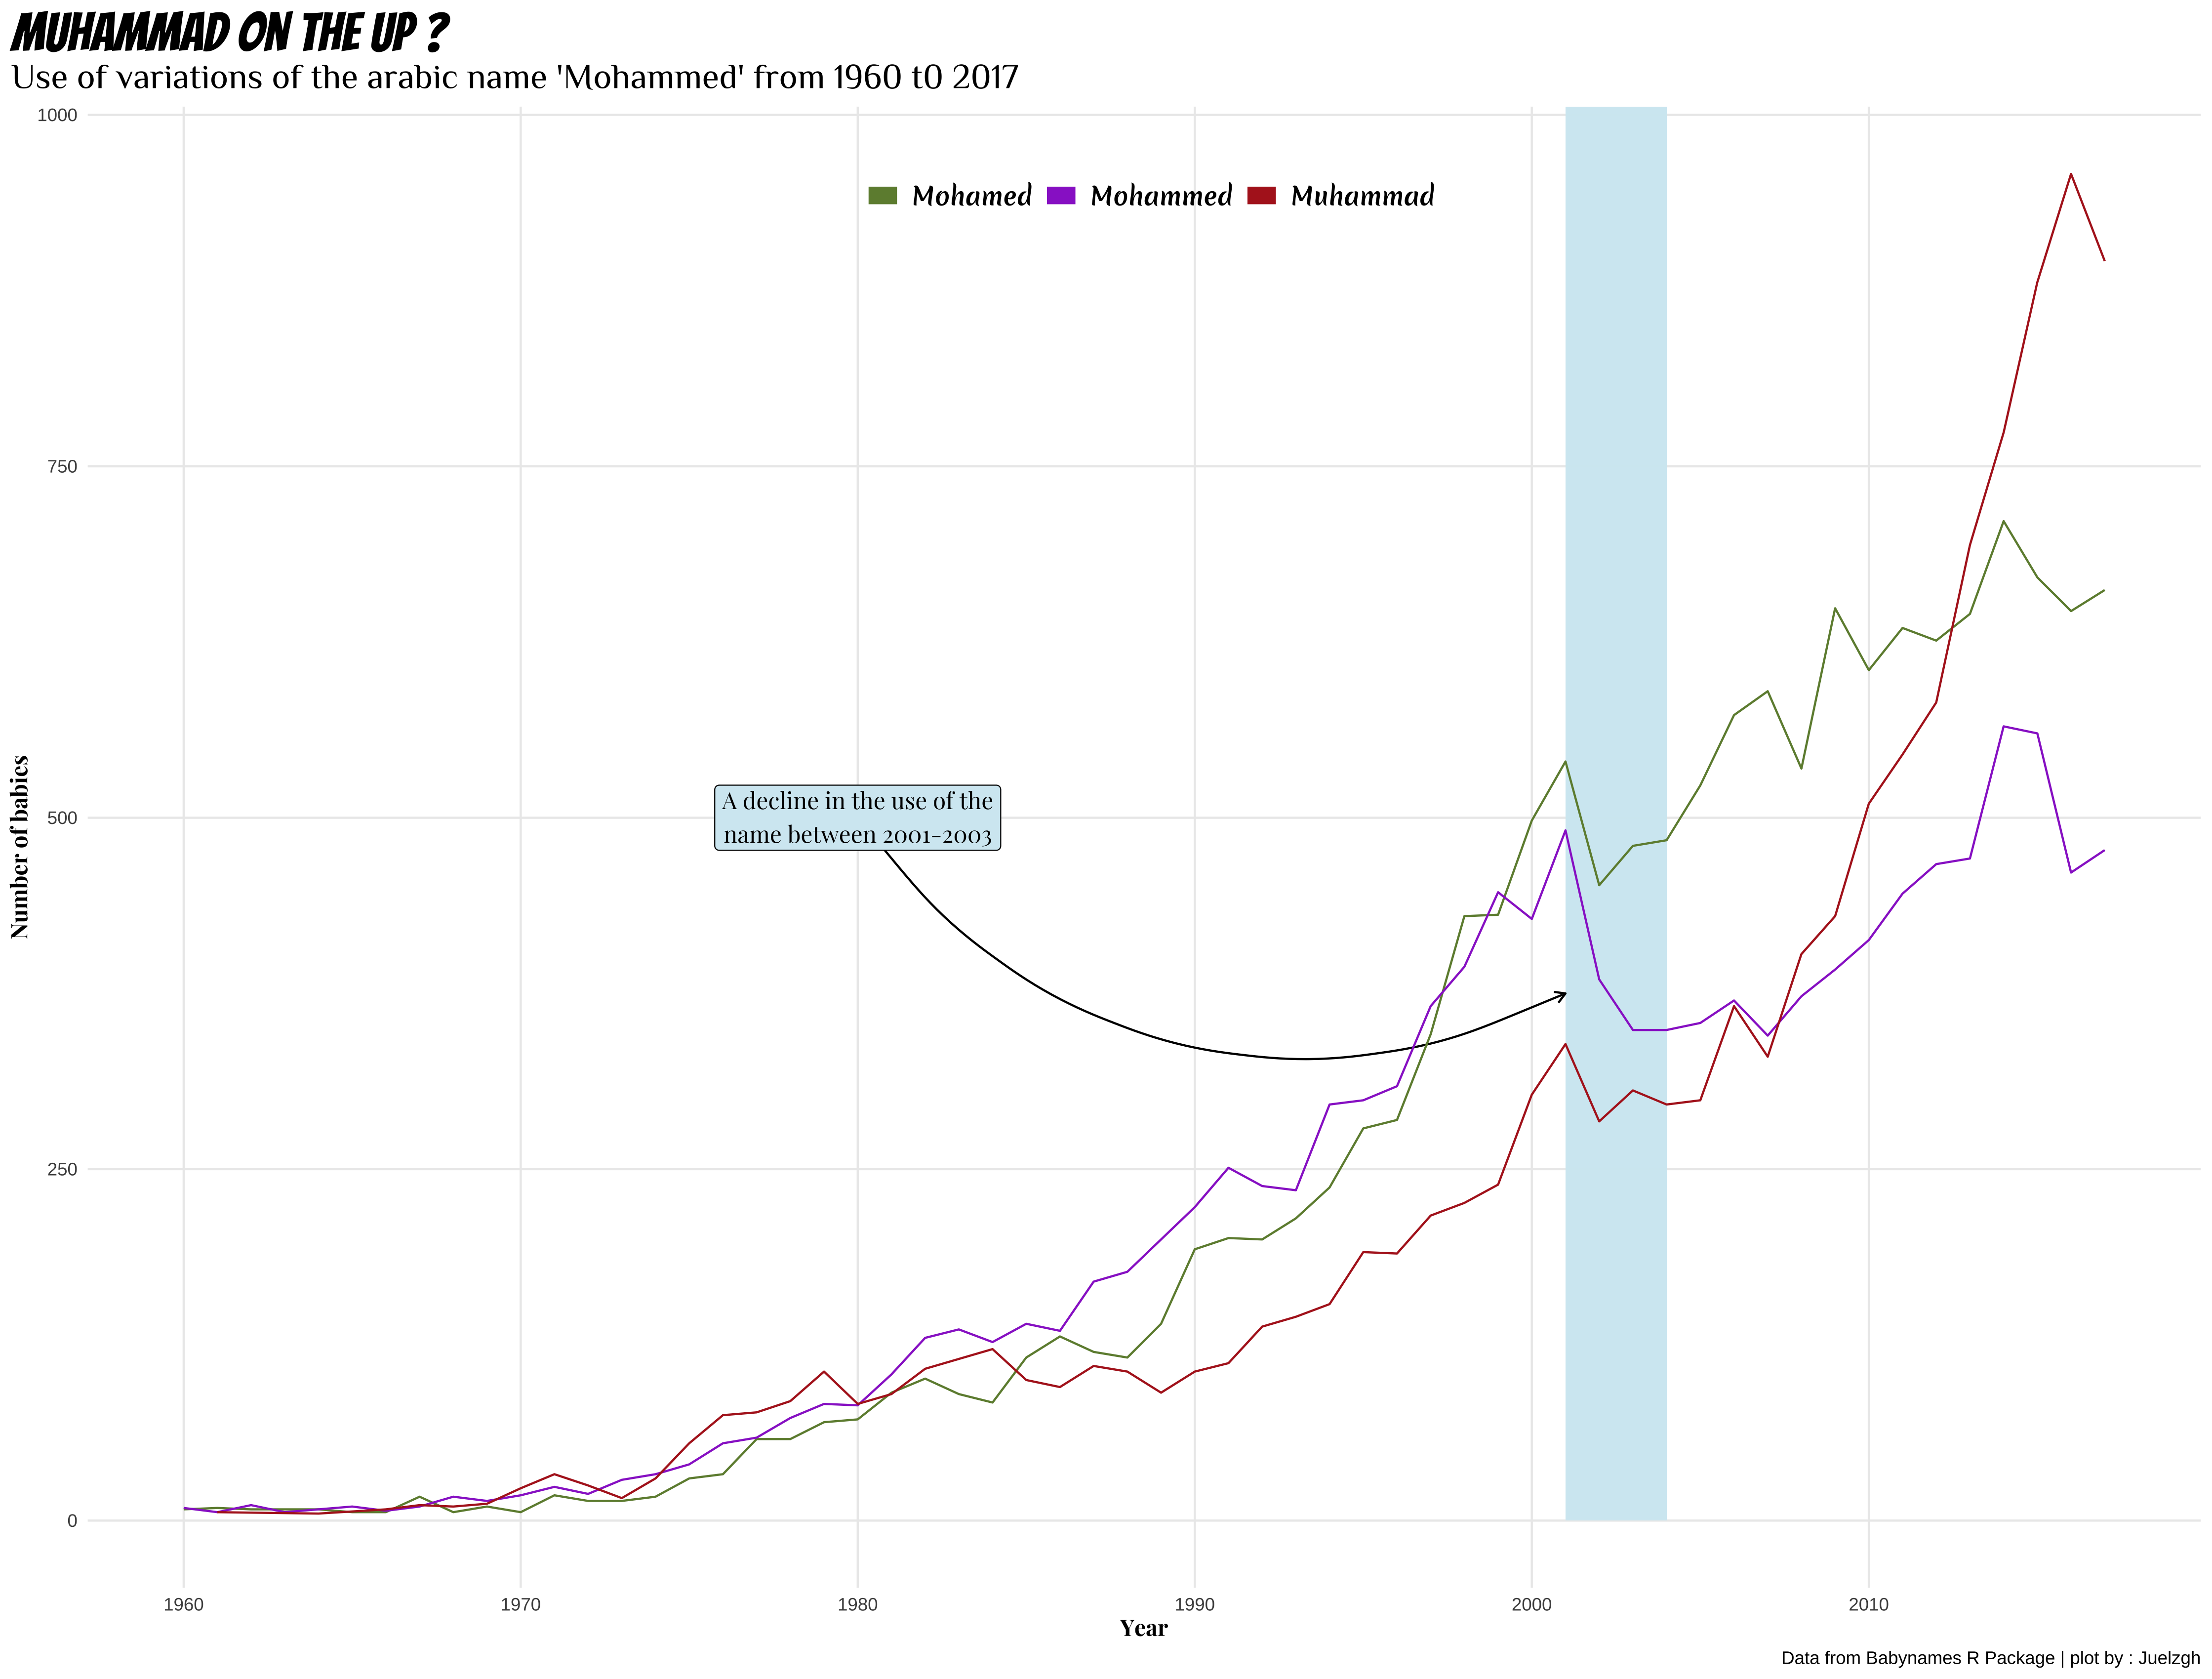 MUHAMMAD ON THE UP ?
Use of variations of the arabic name 'Mohammed' from 1960 t0 2017
1000
Mohamed Mohammed Muhammad
750
A decline in the use of the
name between 2001-2003
500
Number of babies
250
0
1960 1970 1980 1990 2000 2010
Year
Data from Babynames R Package | plot by : Juelzgh